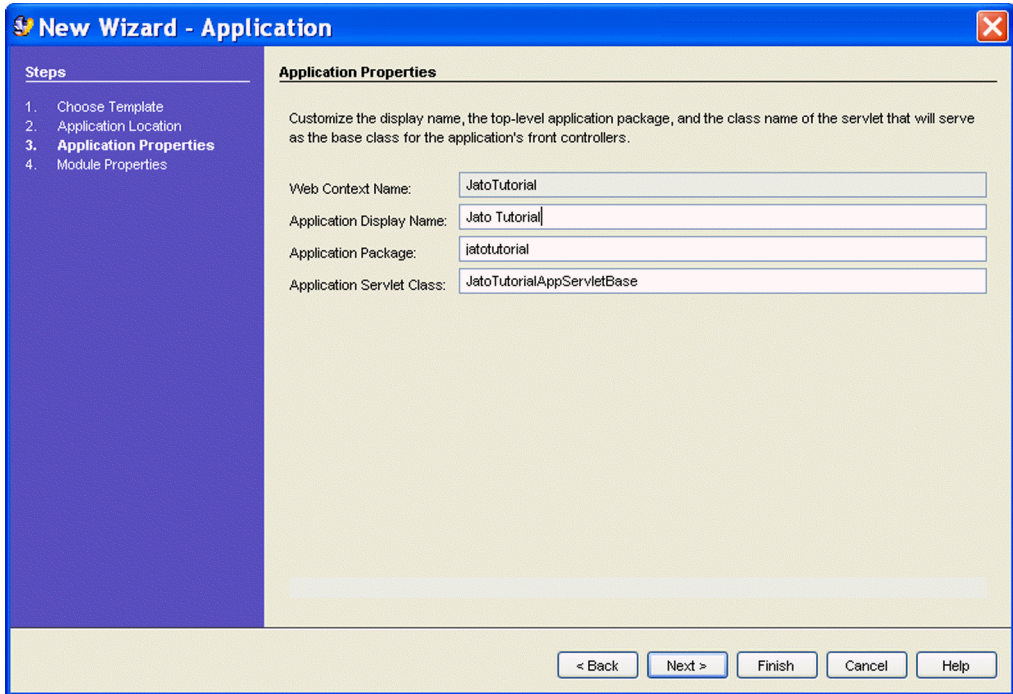 New Wizard - Application
Steps
1. Choose Template
2. Application Location
3. Application Properties
4. Module Properties
Application Properties
Customize the display name, the top-level application package, and the class name of the servlet that will serve
as the base class for the application's front controllers.
Web Context Name: JatoTutorial
Application Display Name: Jato Tutorial
Application Package: jatotutorial
Application Servlet Class: JatoTutorialAppServletBase
< Back Next > Finish Cancel Help